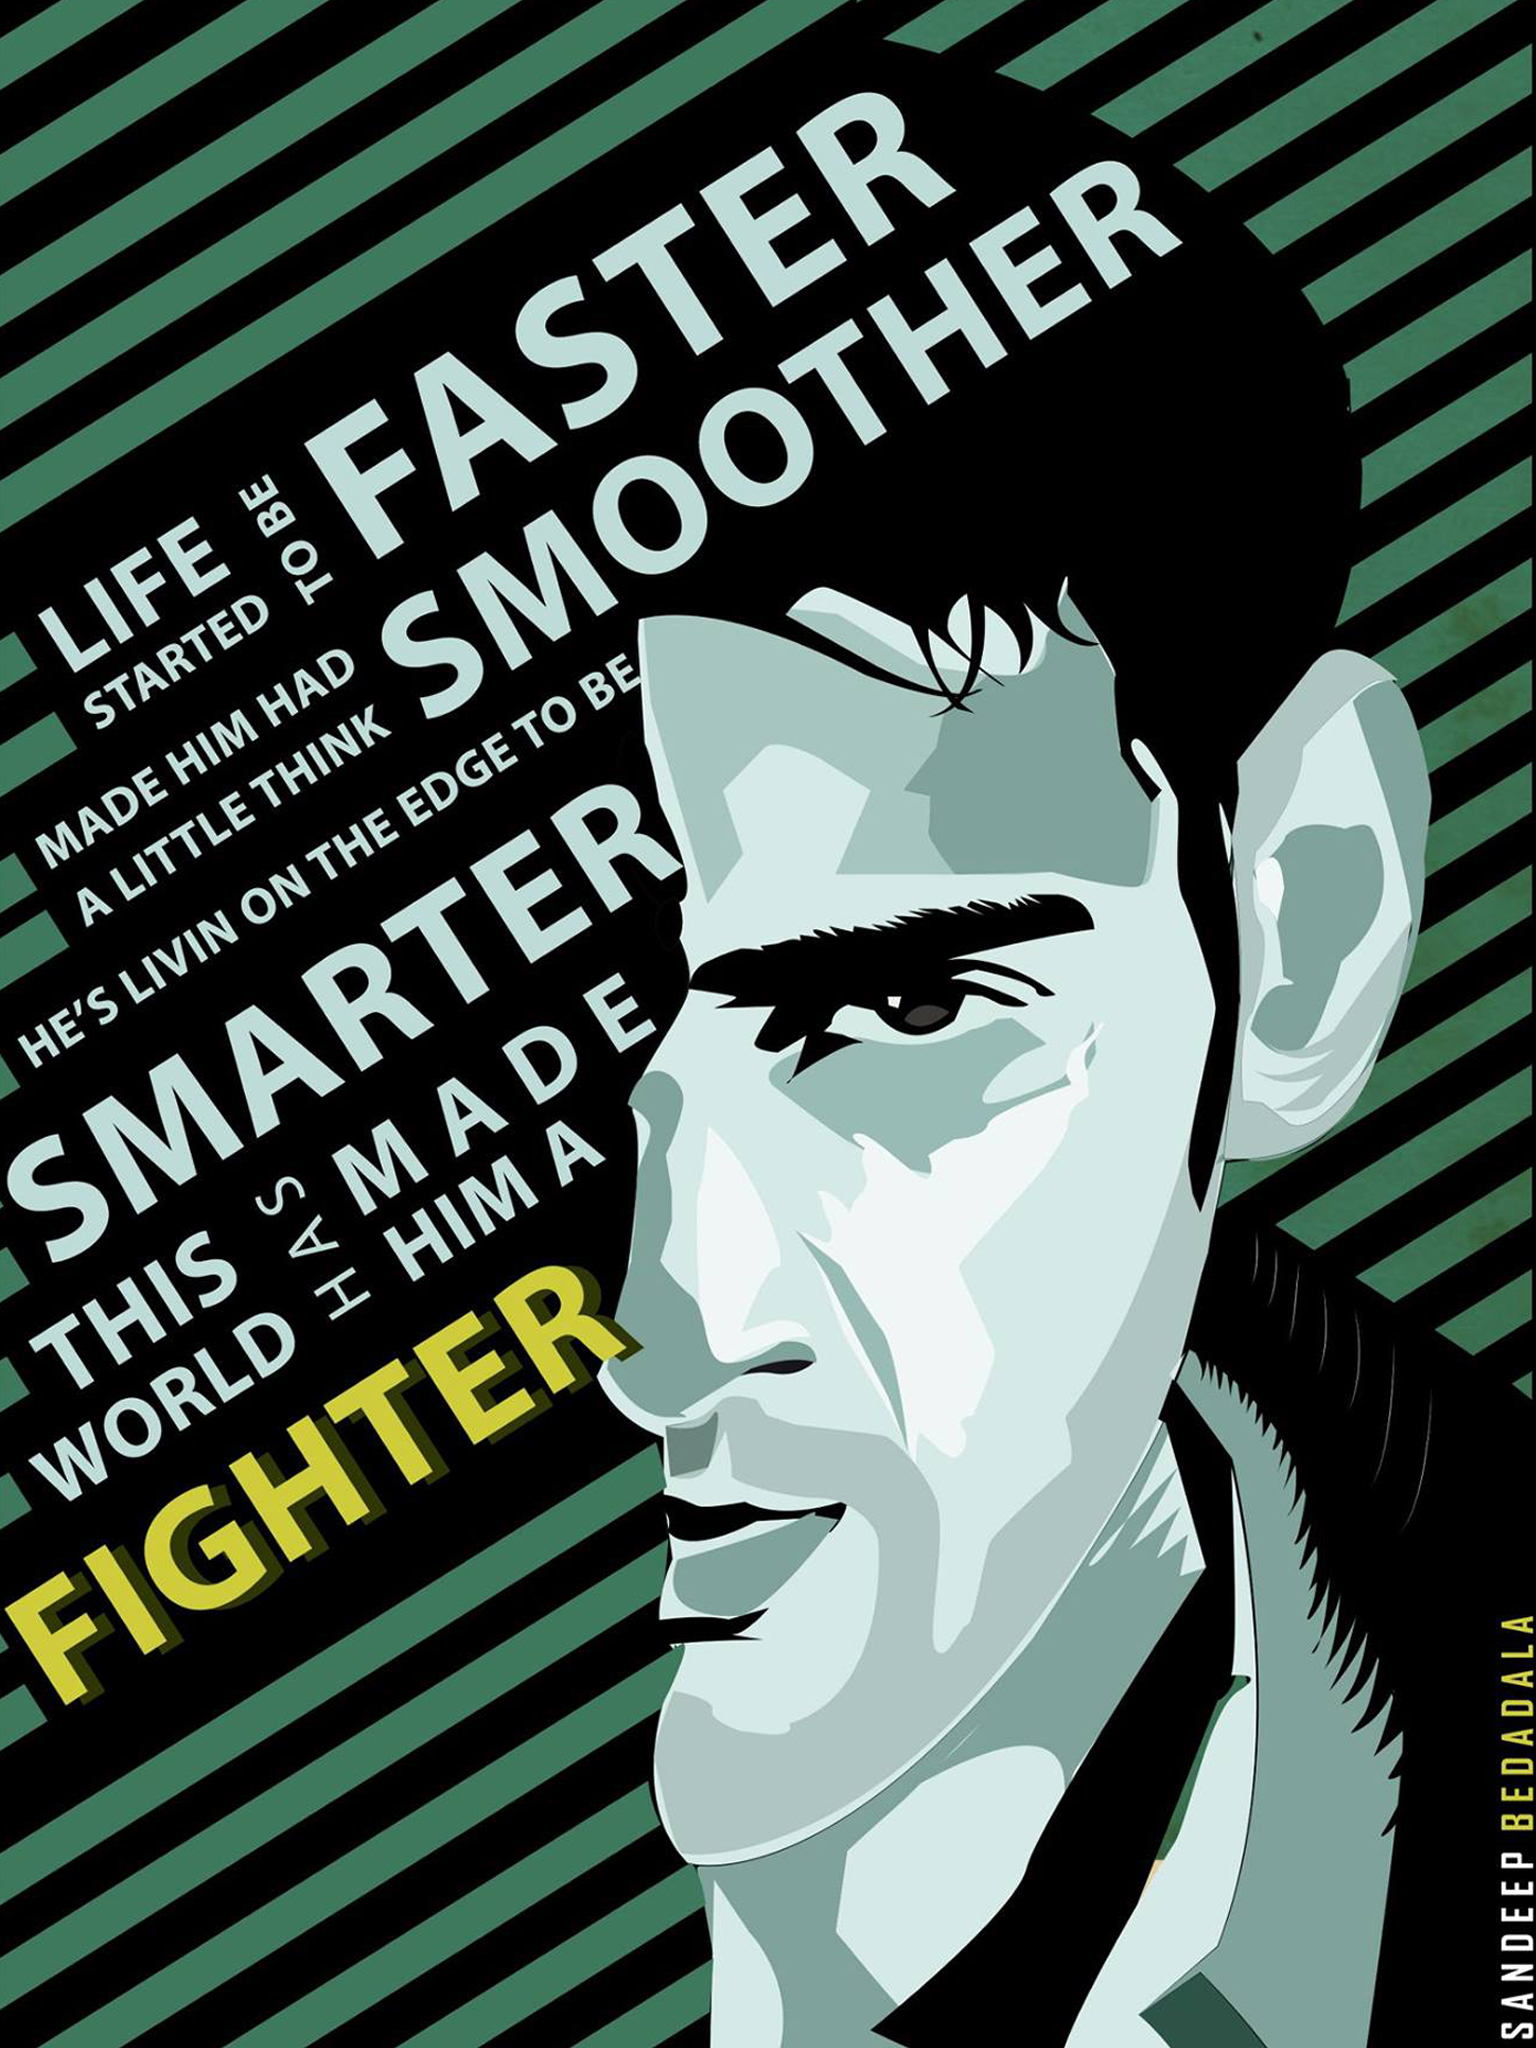 LIFE
STARTED
TO BE
FASTER
MADE HIM HAD
A LITTLE THINK
SMOOTHER
HE'S LIVIN ON THE EDGE TO BE
SMARTER
THIS
WORLD
HAS
MADE
HIM A
FIGHTER
SANDEEP BEDADALA